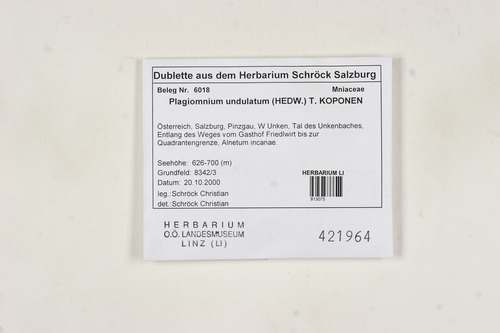 Dublette aus dem Herbarium Schröck Salzburg
Beleg Nr. 6018 Mniaceae
Plagiomnium undulatum (HEDW.) T. KOPONEN
Österreich, Salzburg, Pinzgau, W Unken, Tal des Unkenbaches,
Entlang des Weges vom Gasthof Friedlwirt bis zur
Quadrantengrenze, Alnetum incanae.
Seehöhe: 626-700 (m)
Grundfeld: 8342/3 HERBARIUM LI
Datum: 20.10.2000
leg.:Schröck Christian
det.:Schröck Christian
HERBARIUM
O.Ö. LANDESMUSEUM
LINZ (LI)
421964